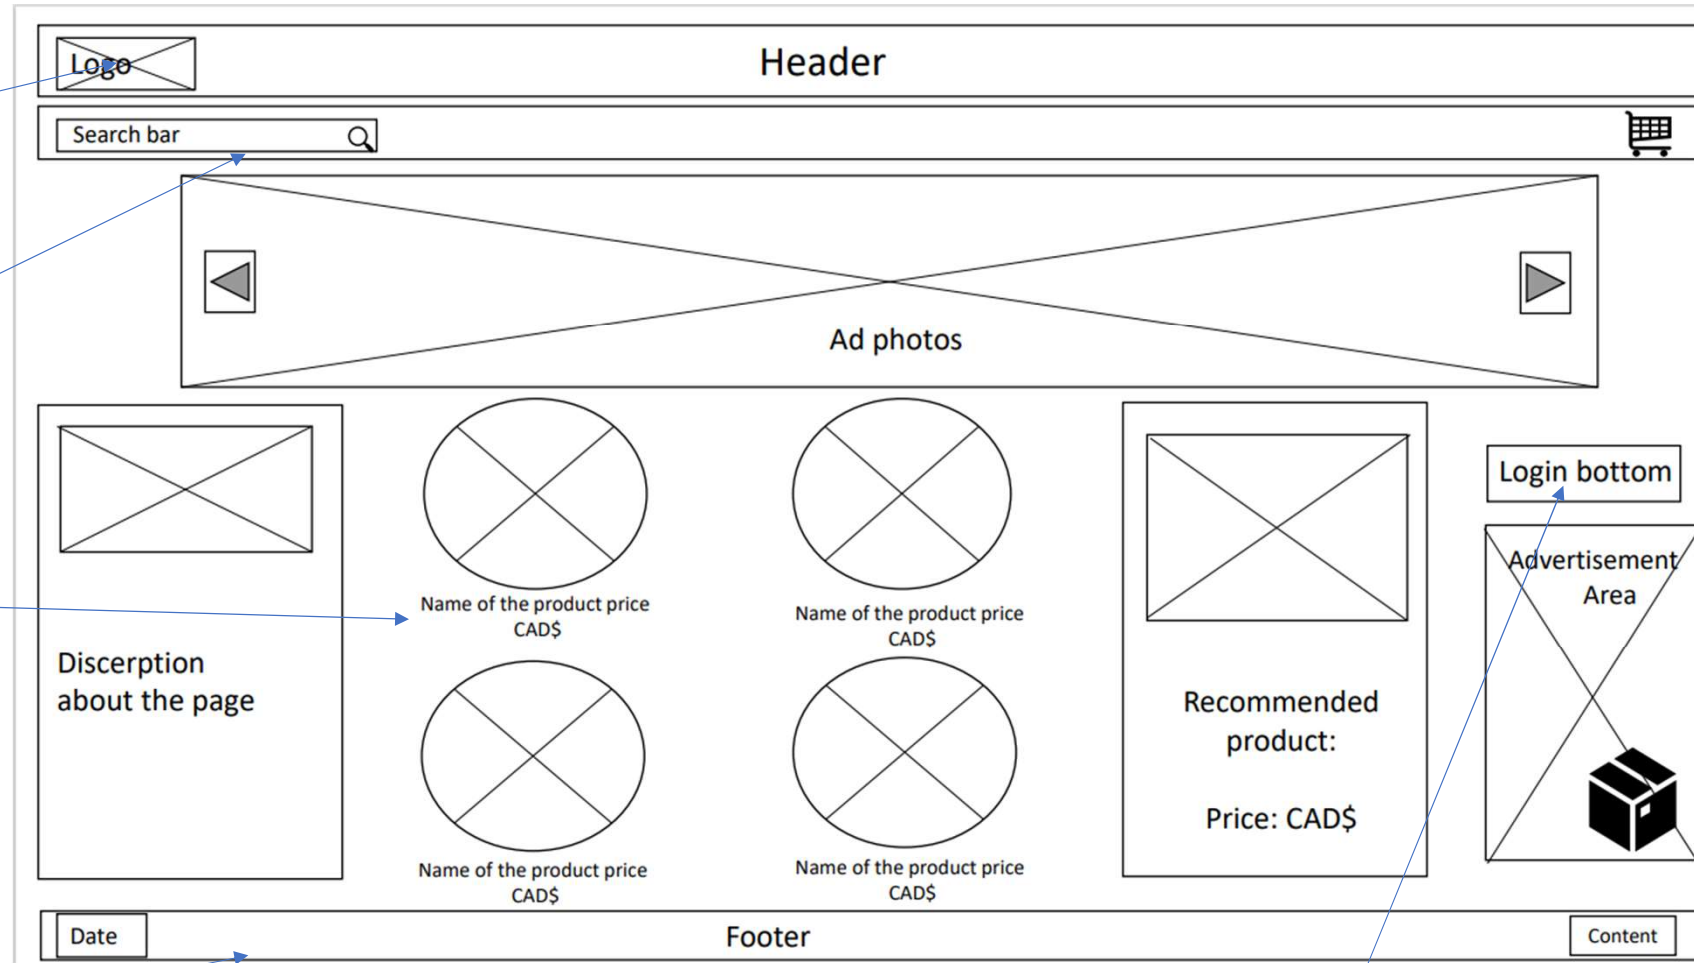 Logo
Header
Search bar
Ad photos
Discerption
about the page
Name of the product price
CAD$
Name of the product price
CAD$
Name of the product price
CAD$
Name of the product price
CAD$
Recommended
product:
Price: CAD$
Login bottom
Advertisement
Area
Date
Footer
Content